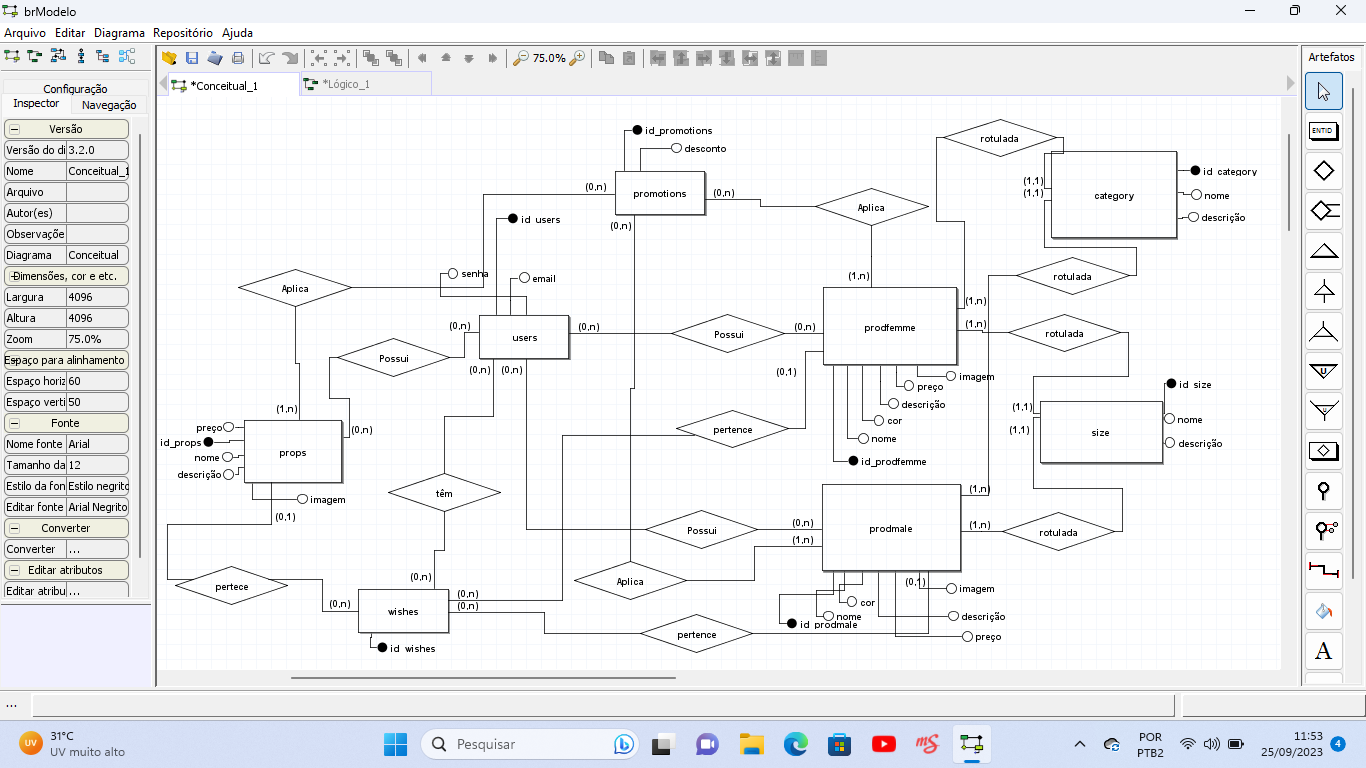 brModelo
Arquivo Editar Diagrama Repositório Ajuda
75.0%
Artefatos
Configuração
Inspector Navegação
*Conceitual_1
*Lógico_1
Versão
Versão do di 3.2.0
Nome Conceitual_1
Arquivo
Autor(es)
Observaçõe
Diagrama Conceitual
Dimensões, cor e etc.
Largura 4096
Altura 4096
Zoom 75.0%
Espaço para alinhamento
Espaço horiz 60
Espaço verti 50
Fonte
Nome fonte Arial
Tamanho da 12
Estilo da fon Estilo negrito
Editar fonte Arial Negrito
Converter
Converter ...
Editar atributos
Editar atribu ...
id_promotions
desconto
(0,n)
promotions
(0,n)
(0,n)
Aplica
rotulada
(1,1)
(1,1)
category
id_category
nome
descrição
rotulada
id_users
senha
email
Aplica
(0,n)
users
(0,n)
(0,n)
(0,n)
Possui
Possui
(0,n)
(1,n)
prodfemme
(1,n)
(1,n)
(0,1)
rotulada
imagem
preço
descrição
cor
nome
id_prodfemme
(1,1)
(1,1)
size
id_size
nome
descrição
rotulada
(1,n)
(0,n)
preço
id_props
nome
descrição
props
imagem
(0,1)
têm
pertence
Possui
(0,n)
(1,n)
prodmale
(1,n)
(1,n)
(0,1)
Aplica
imagem
cor
nome
descrição
id_prodmale
preço
pertece
(0,n)
(0,n)
wishes
(0,n)
(0,n)
id_wishes
pertence
ENTID
U
U
A
...
UV
31°C
UV muito alto
Pesquisar
mS
POR
PTB2
11:53
25/09/2023
4